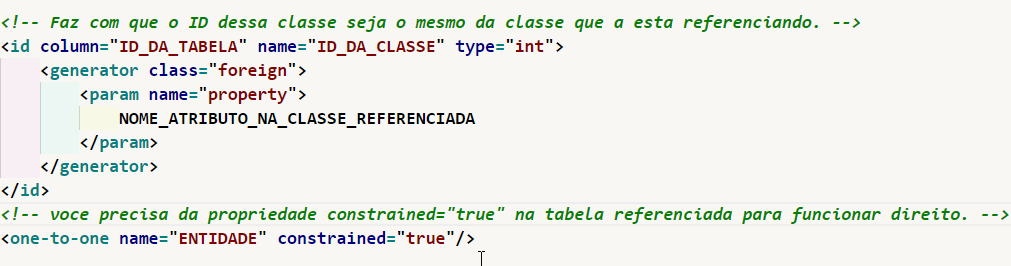 <!-- Faz com que o ID dessa classe seja o mesmo da classe que a esta referenciando. -->
<id column="ID_DA_TABELA" name="ID_DA_CLASSE" type="int">
<generator class="foreign">
<param name="property">
NOME_ATRIBUTO_NA_CLASSE_REFERENCIADA
</param>
</generator>
</id>
<!-- voce precisa da propriedade constrained="true" na tabela referenciada para funcionar direito. -->
<one-to-one name="ENTIDADE" constrained="true"/>